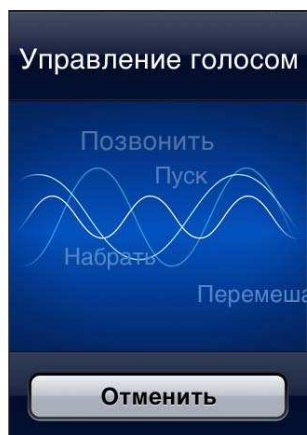 Управление голосом
Позвонить
Пуск
Набрать
Перемеша
Отменить